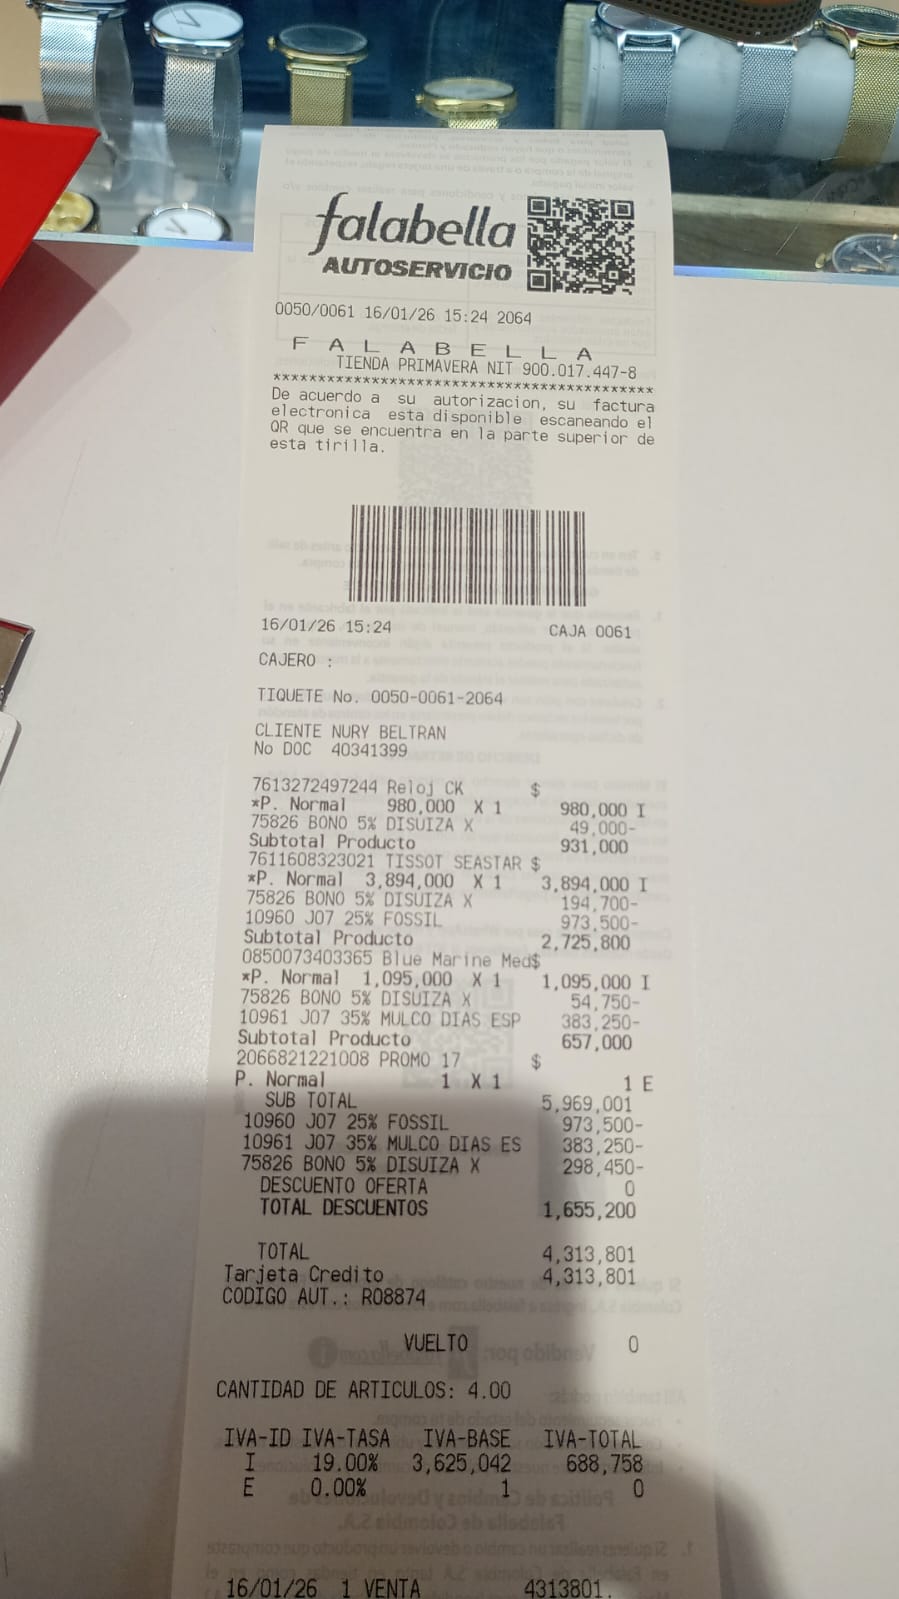 falabella
AUTOSERVICIO
0050/0061 16/01/26 15:24 2064
F A L A B E L L A
TIENDA PRIMAVERA NIT 900.017.447-8
*******************************************
De acuerdo a su autorizacion, su factura
electronica esta disponible escaneando el
QR que se encuentra en la parte superior de
esta tirilla.
16/01/26 15:24 CAJA 0061
CAJERO :
TIQUETE No. 0050-0061-2064
CLIENTE NURY BELTRAN
No DOC 40341399
7613272497244 Reloj CK $
*P. Normal 980,000 X 1 980,000 I
75826 BONO 5% DISUIZA X 49,000-
Subtotal Producto 931,000
7611608323021 TISSOT SEASTAR $
*P. Normal 3,894,000 X 1 3,894,000 I
75826 BONO 5% DISUIZA X 194,700-
10960 J07 25% FOSSIL 973,500-
Subtotal Producto 2,725,800
0850073403365 Blue Marine Med$
*P. Normal 1,095,000 X 1 1,095,000 I
75826 BONO 5% DISUIZA X 54,750-
10961 J07 35% MULCO DIAS ESP 383,250-
Subtotal Producto 657,000
2066821221008 PROMO 17 $
P. Normal 1 X 1 1 E
SUB TOTAL 5,969,001
10960 J07 25% FOSSIL 973,500-
10961 J07 35% MULCO DIAS ES 383,250-
75826 BONO 5% DISUIZA X 298,450-
DESCUENTO OFERTA 0
TOTAL DESCUENTOS 1,655,200
TOTAL 4,313,801
Tarjeta Credito 4,313,801
CODIGO AUT.: R08874
VUELTO 0
CANTIDAD DE ARTICULOS: 4.00
IVA-ID IVA-TASA IVA-BASE IVA-TOTAL
I 19.00% 3,625,042 688,758
E 0.00% 1 0
16/01/26 1 VENTA 4313801.